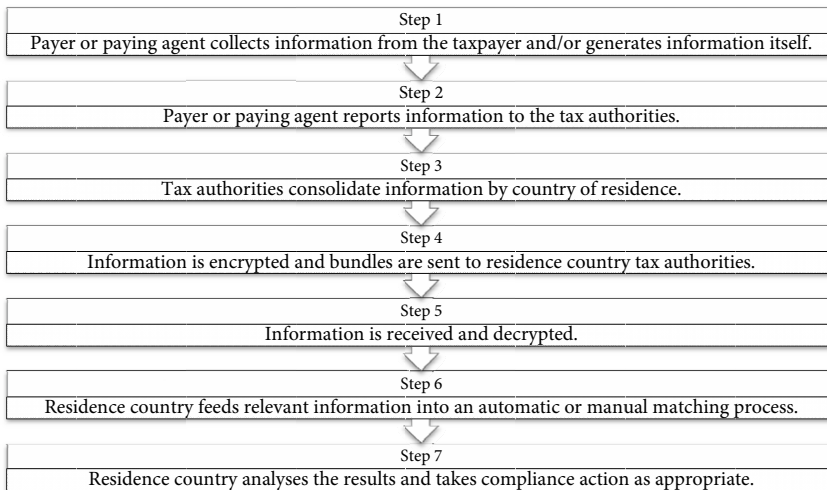 Step 1
Payer or paying agent collects information from the taxpayer and/or generates information itself.
Step 2
Payer or paying agent reports information to the tax authorities.
Step 3
Tax authorities consolidate information by country of residence.
Step 4
Information is encrypted and bundles are sent to residence country tax authorities.
Step 5
Information is received and decrypted.
Step 6
Residence country feeds relevant information into an automatic or manual matching process.
Step 7
Residence country analyses the results and takes compliance action as appropriate.